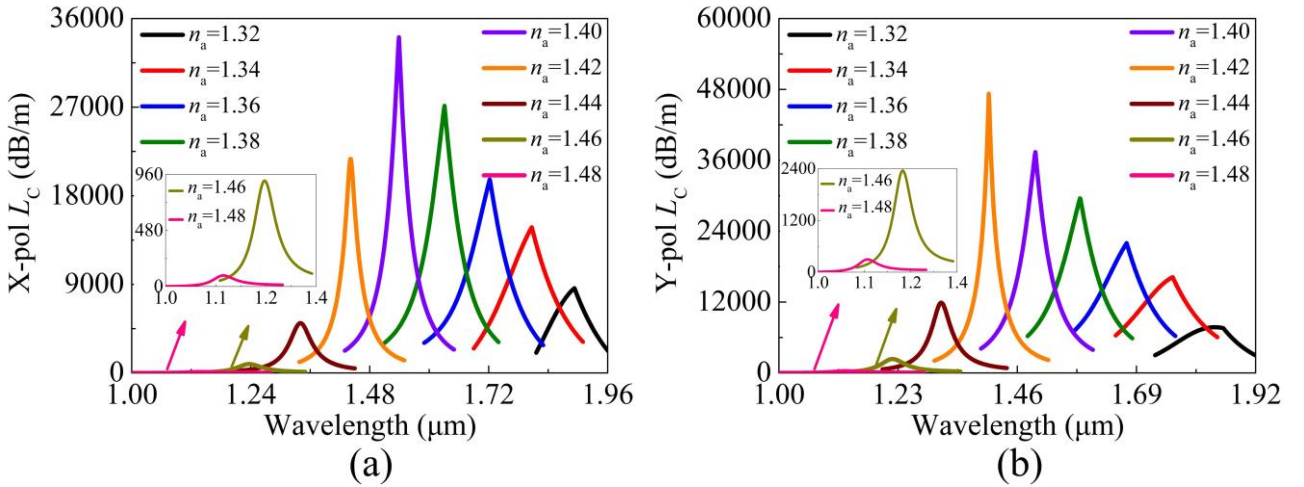 36000
27000
18000
9000
0
X-pol L_C (dB/m)
n_a=1.32
n_a=1.34
n_a=1.36
n_a=1.38
n_a=1.40
n_a=1.42
n_a=1.44
n_a=1.46
n_a=1.48
960
480
0
n_a=1.46
n_a=1.48
1.0 1.1 1.2 1.4
1.00 1.24 1.48 1.72 1.96
Wavelength (μm)
(a)
60000
48000
36000
24000
12000
0
Y-pol L_C (dB/m)
n_a=1.32
n_a=1.34
n_a=1.36
n_a=1.38
n_a=1.40
n_a=1.42
n_a=1.44
n_a=1.46
n_a=1.48
2400
1200
0
n_a=1.46
n_a=1.48
1.0 1.1 1.2 1.4
1.00 1.23 1.46 1.69 1.92
Wavelength (μm)
(b)